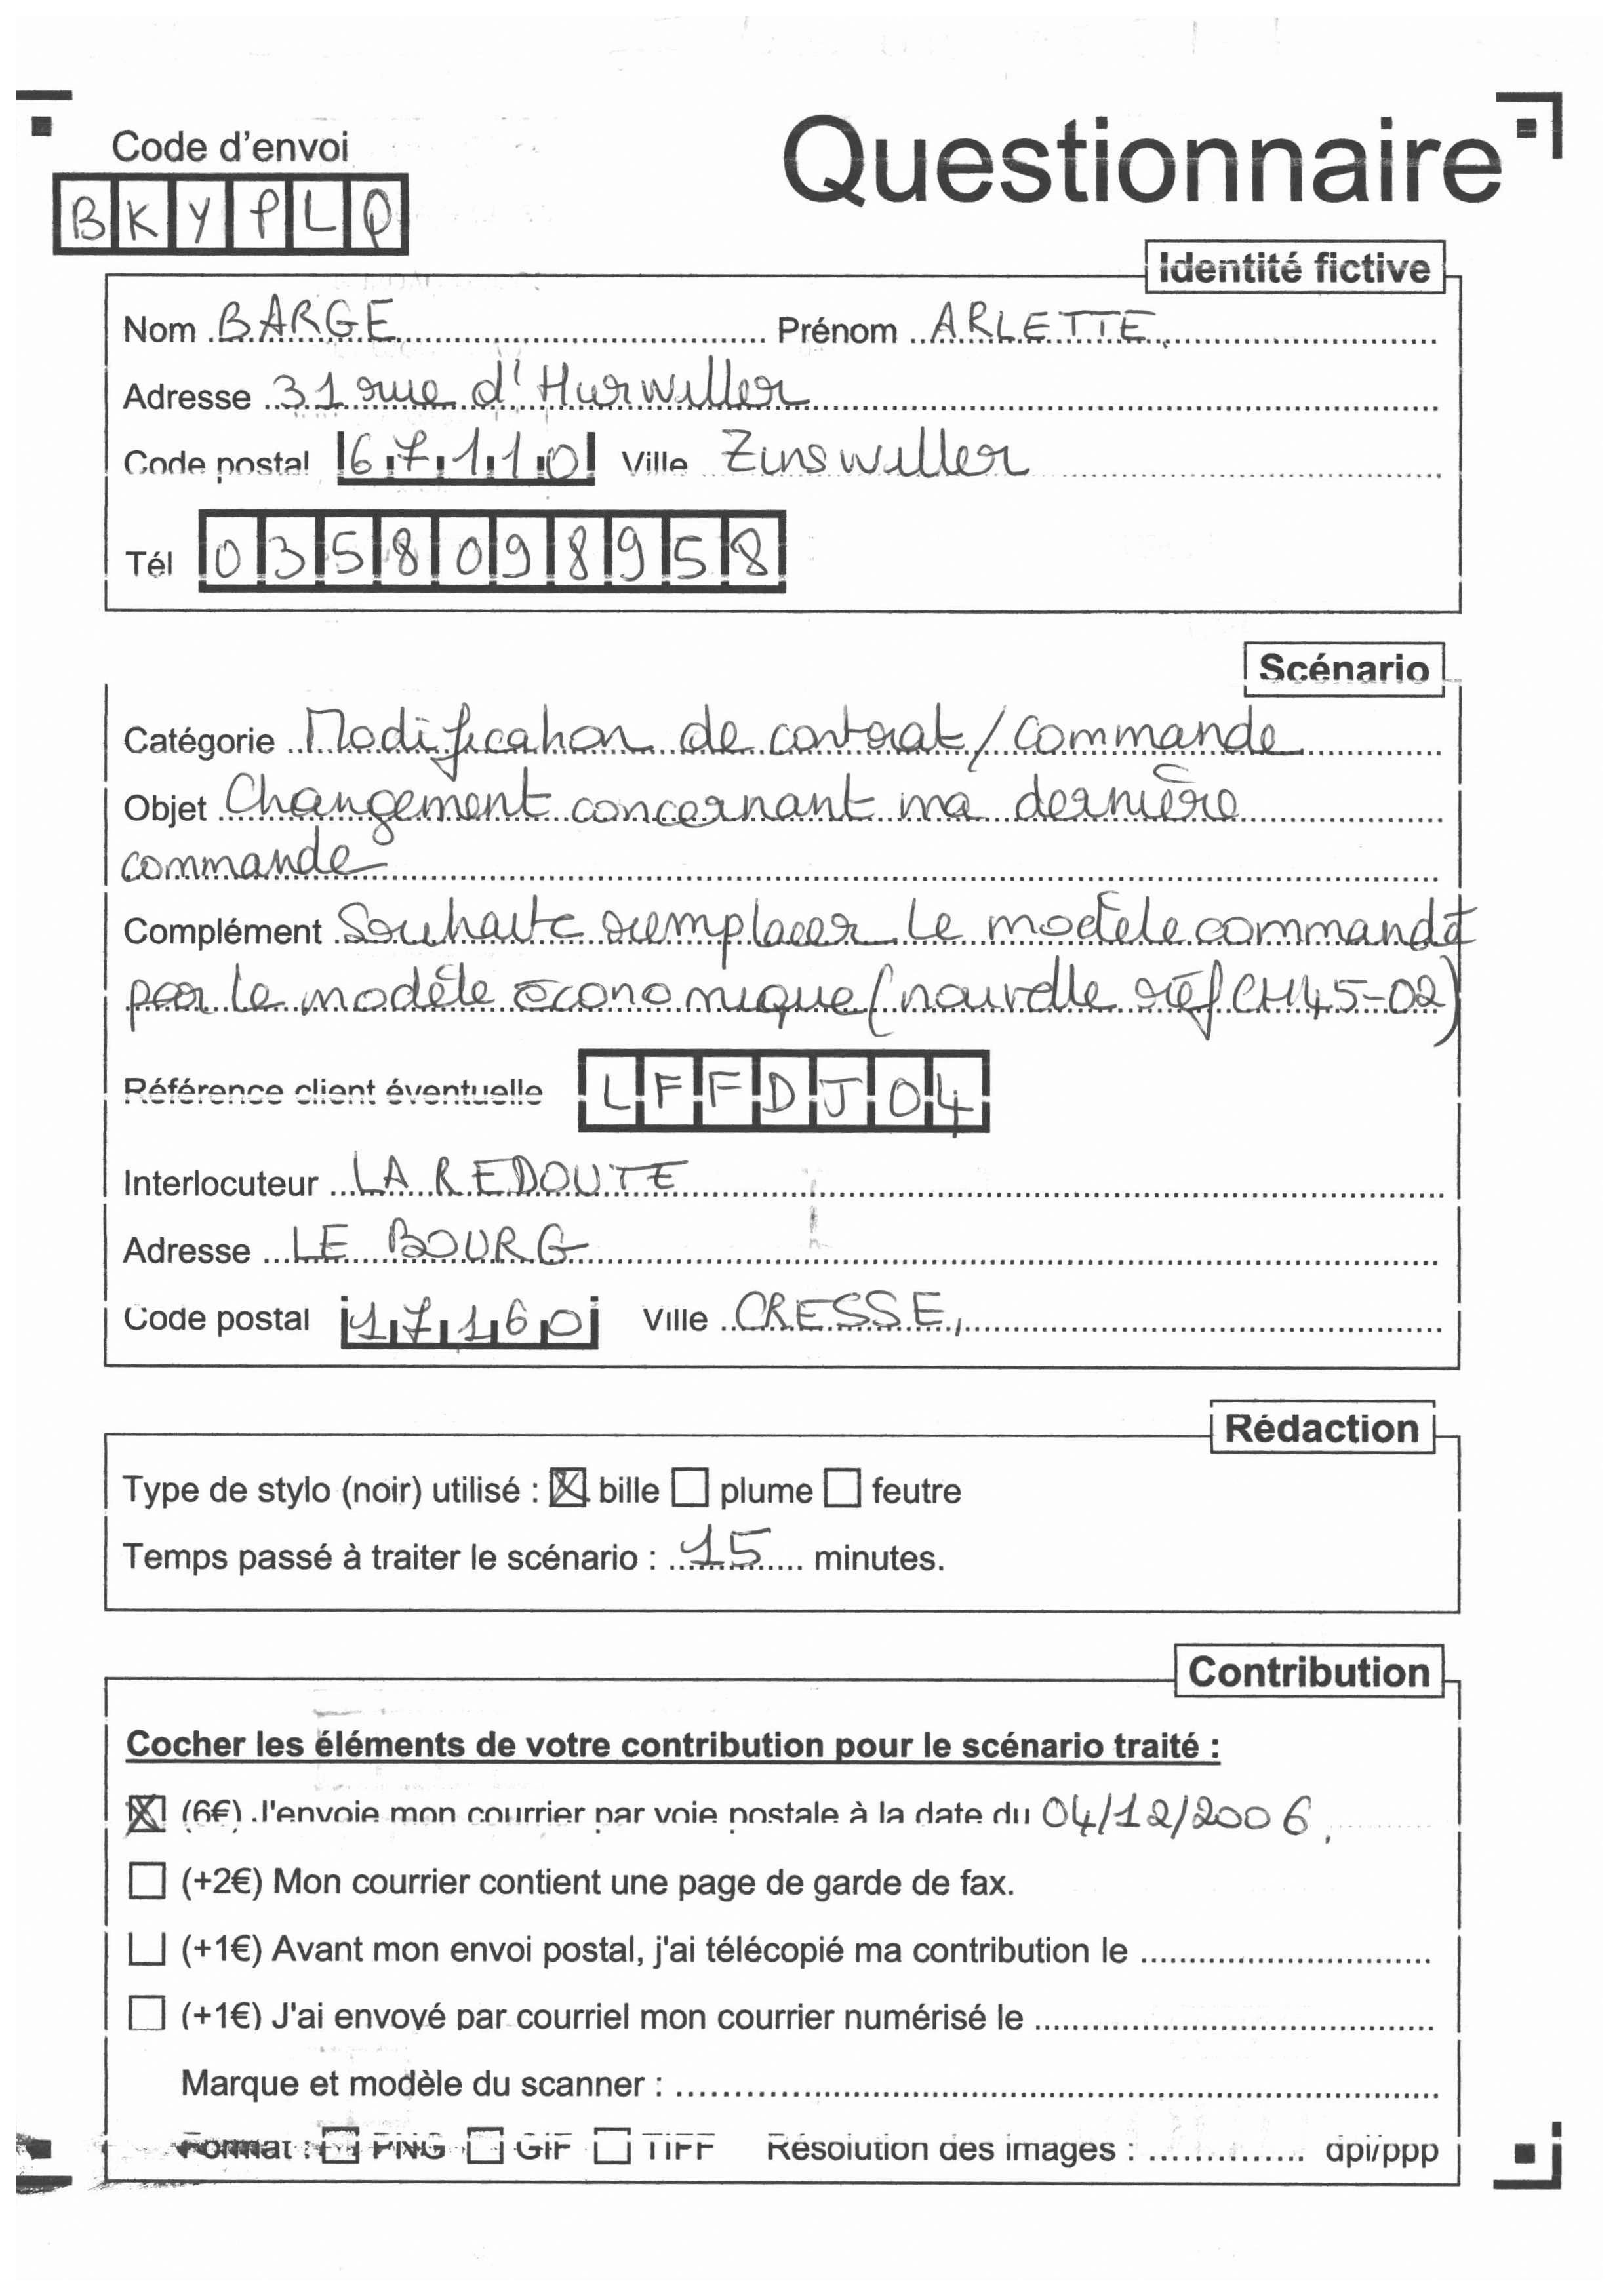 Code d'envoi
Questionnaire
BKYPLQ
Identité fictive
Nom BARGE Prénom ARLETTE
Adresse 31 rue d'Hurwiller
Code postal 67110 Ville Zinswiller
Tél 0358098958
Scénario
Catégorie Modification de contrat/commande
Objet Changement concernant ma dernière
commande
Complément Souhaite remplacer le modèle commandé
par le modèle économique (nouvelle réf CH45-02)
Référence client éventuelle LFFDJ04
Interlocuteur LA REDOUTE
Adresse LE BOURG
Code postal 17160 Ville CRESSE
Rédaction
Type de stylo (noir) utilisé : ☒ bille ☐ plume ☐ feutre
Temps passé à traiter le scénario : 15 minutes.
Contribution
Cocher les éléments de votre contribution pour le scénario traité :
☒ (6€) J'envoie mon courrier par voie postale à la date du 04/12/2006.
☐ (+2€) Mon courrier contient une page de garde de fax.
☐ (+1€) Avant mon envoi postal, j'ai télécopié ma contribution le
☐ (+1€) J'ai envoyé par courriel mon courrier numérisé le
Marque et modèle du scanner :
Format : ☐ PNG ☐ GIF ☐ TIFF Résolution des images : dpi/ppp